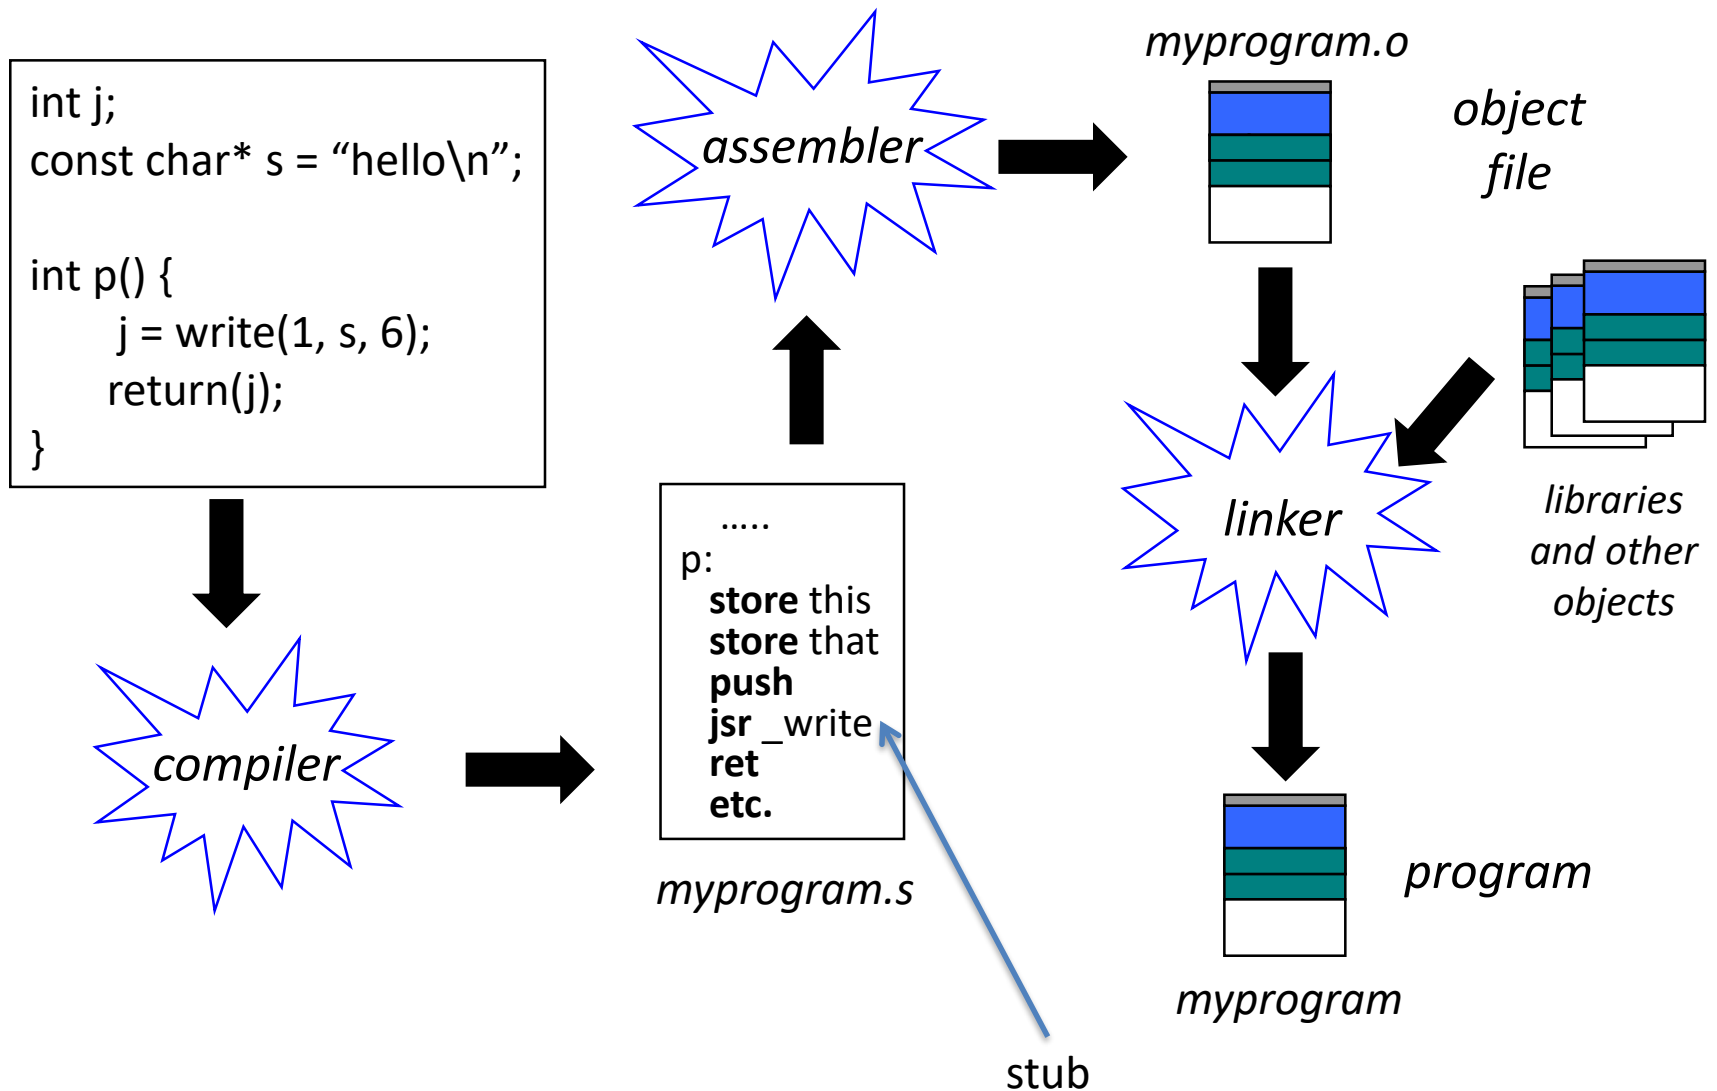 int j;
const char* s = “hello\n”;
int p() {
j = write(1, s, 6);
return(j);
}
compiler
.....
p:
store this
store that
push
jsr _write
ret
etc.
myprogram.s
stub
assembler
myprogram.o
object
file
libraries
and other
objects
linker
program
myprogram